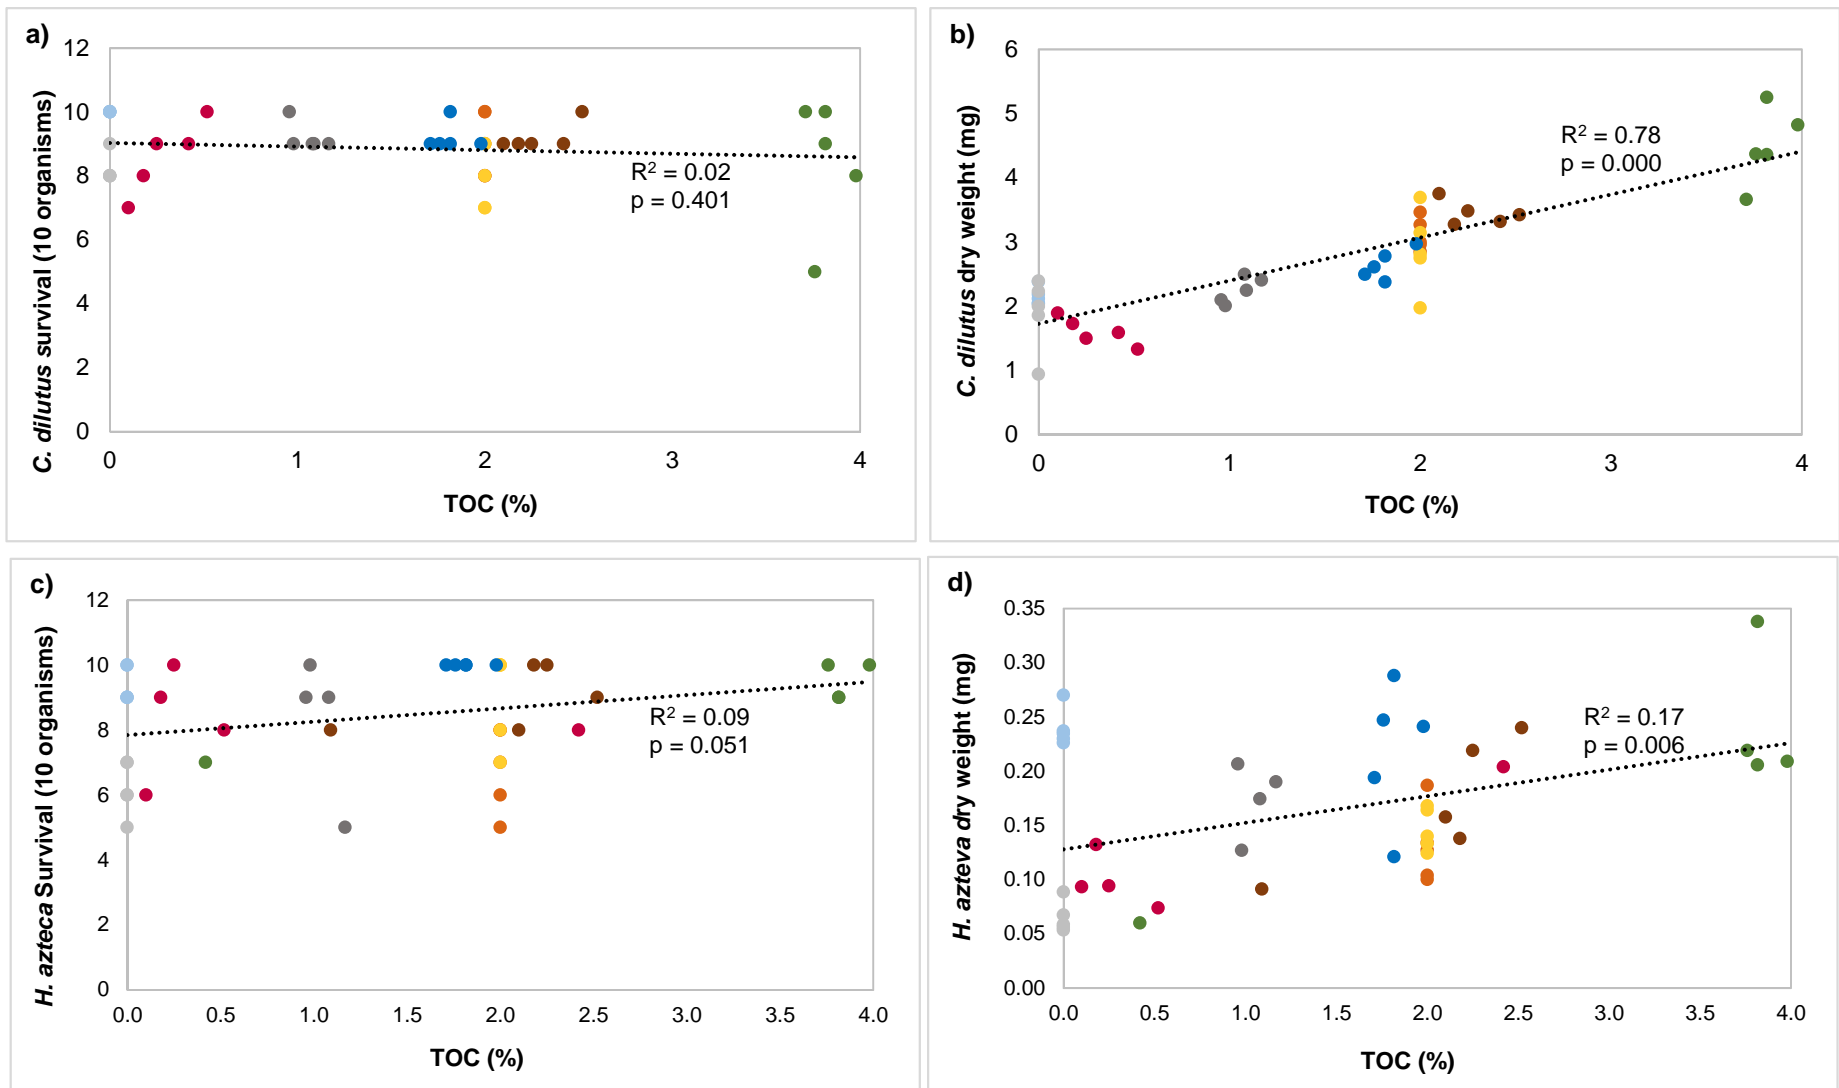 a)
C. dilutus survival (10 organisms)
12
10
8
6
4
2
0
R² = 0.02
p = 0.401
0 1 2 3 4
TOC (%)
b)
C. dilutus dry weight (mg)
6
5
4
3
2
1
0
R² = 0.78
p = 0.000
0 1 2 3 4
TOC (%)
c)
H. azteca Survival (10 organisms)
12
10
8
6
4
2
0
R² = 0.09
p = 0.051
0.0 0.5 1.0 1.5 2.0 2.5 3.0 3.5 4.0
TOC (%)
d)
H. azteva dry weight (mg)
0.35
0.30
0.25
0.20
0.15
0.10
0.05
0.00
R² = 0.17
p = 0.006
0.0 0.5 1.0 1.5 2.0 2.5 3.0 3.5 4.0
TOC (%)